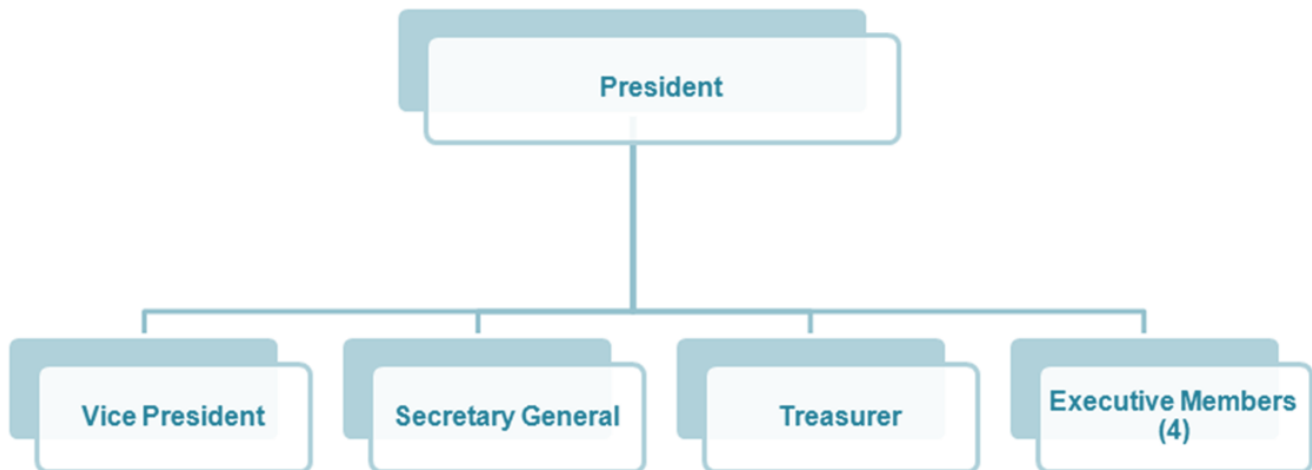 President
Vice President
Secretary General
Treasurer
Executive Members
(4)